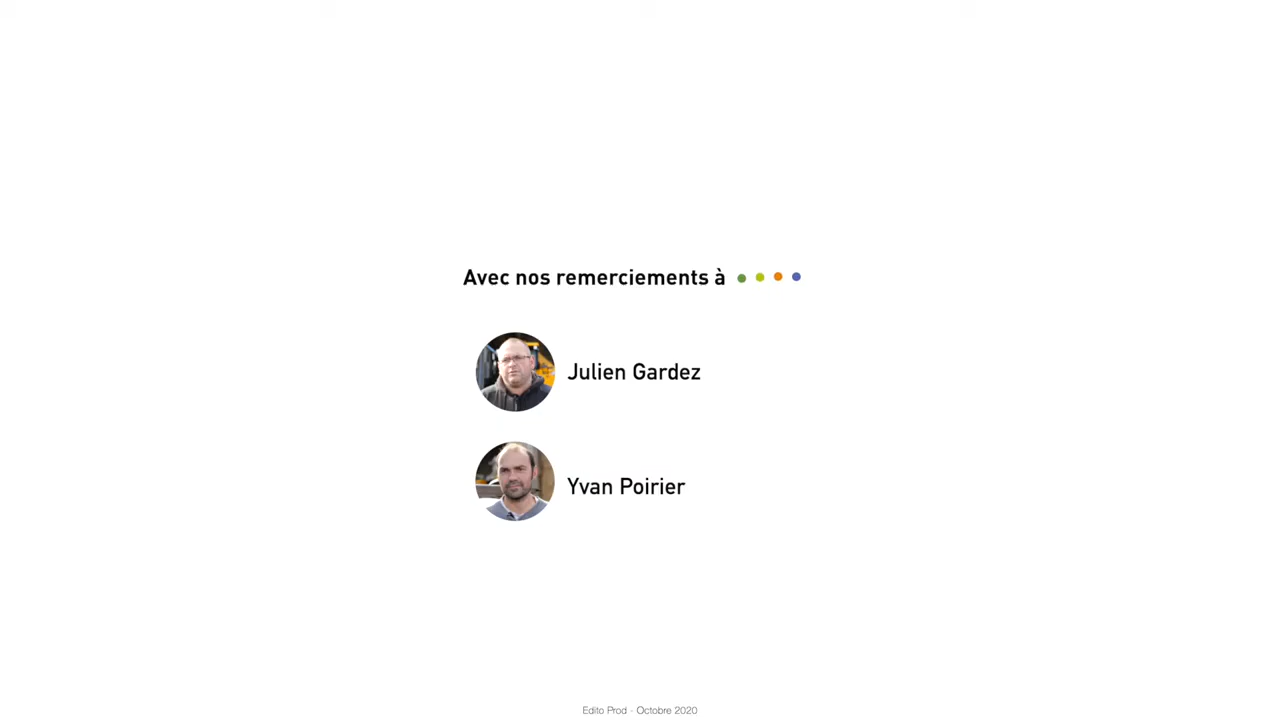 Avec nos remerciements à
Julien Gardez
Yvan Poirier
Edito Prod - Octobre 2020